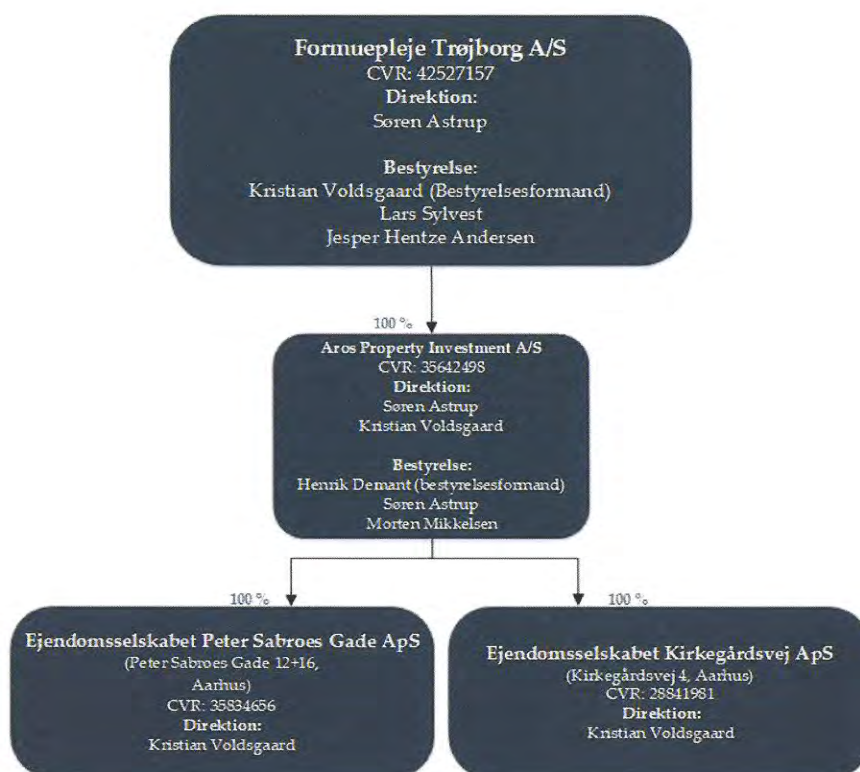 Formuepleje Trøjborg A/S
CVR: 42527157
Direktion:
Søren Astrup
Bestyrelse:
Kristian Voldsgaard (Bestyrelsesformand)
Lars Sylvest
Jesper Hentze Andersen
100 %
Aros Property Investment A/S
CVR: 35642498
Direktion:
Søren Astrup
Kristian Voldsgaard
Bestyrelse:
Henrik Demant (bestyrelsesformand)
Søren Astrup
Morten Mikkelsen
100 %
Ejendomsselskabet Peter Sabroes Gade ApS
(Peter Sabroes Gade 12+16,
Aarhus)
CVR: 35834656
Direktion:
Kristian Voldsgaard
100 %
Ejendomsselskabet Kirkegårdsvej ApS
(Kirkegårdsvej 4, Aarhus)
CVR: 28841981
Direktion:
Kristian Voldsgaard